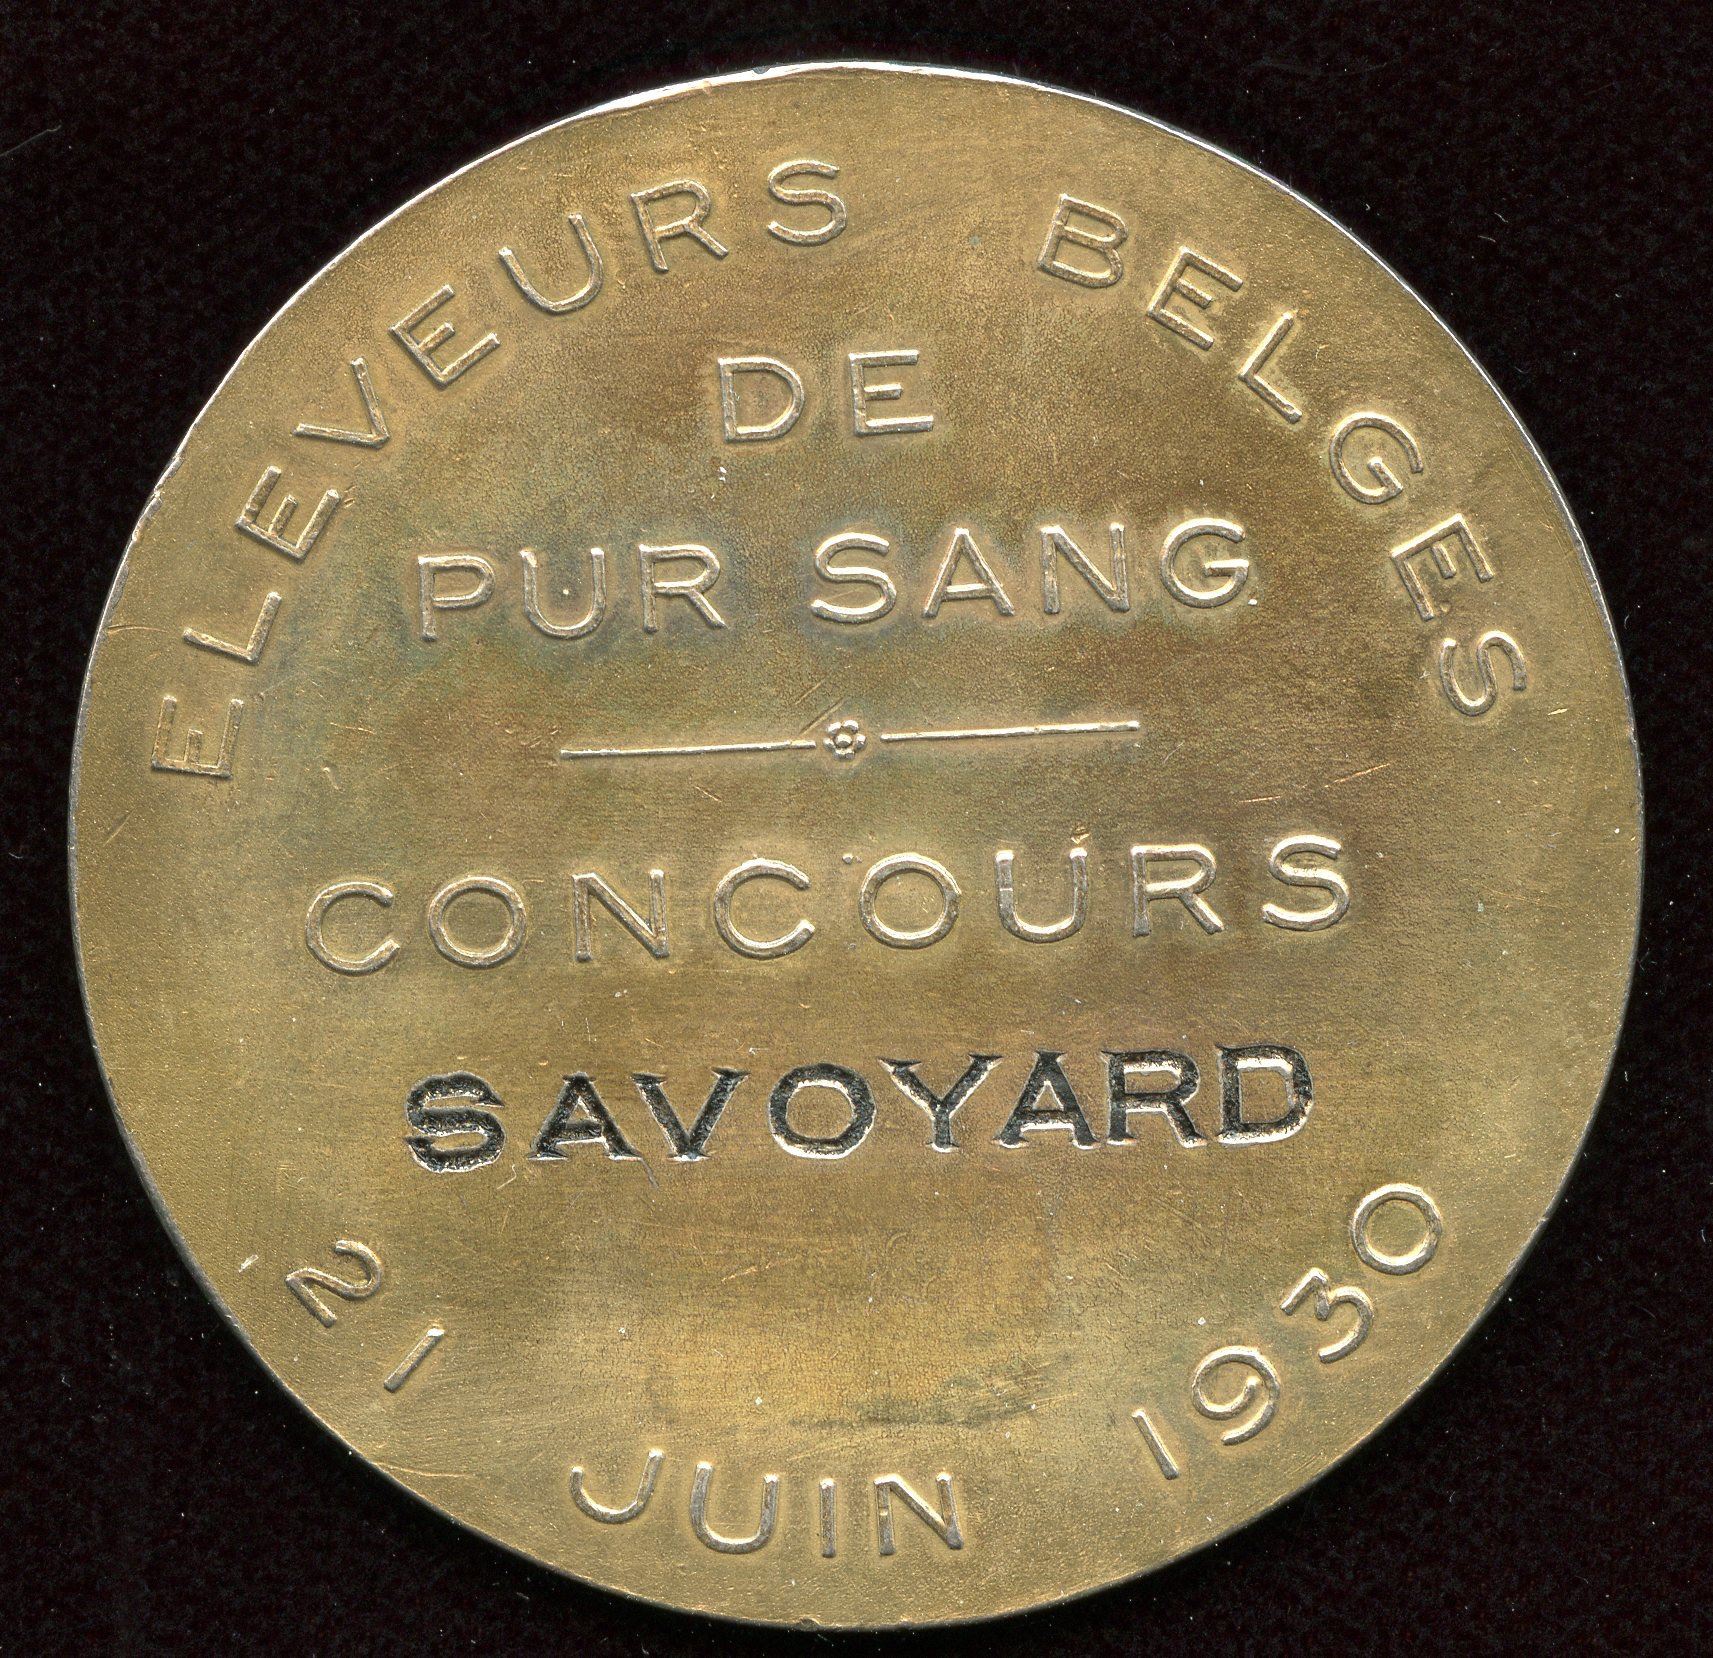 ELEVEURS BELGES
DE
PUR SANG
CONCOURS
SAVOYARD
21 JUIN 1930